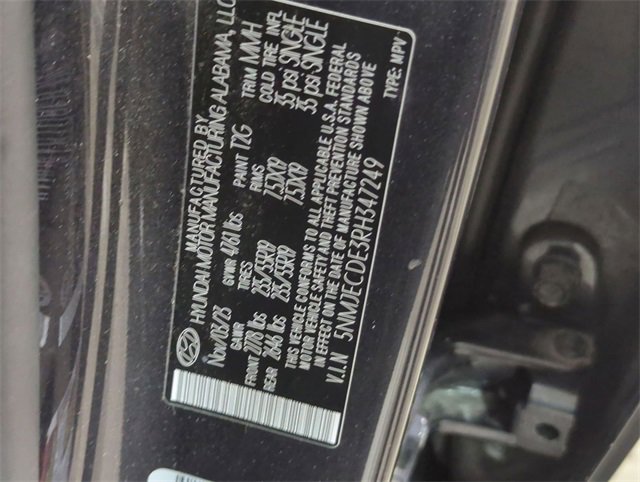 MANUFACTURED BY
HYUNDAI MOTOR MANUFACTURING ALABAMA, LLC
Nov/03/23 GVWR 4761 lbs PAINT T2G TRIM MMH
GAWR TIRES RIMS COLD TIRE INFL
FRONT 2778 lbs 235/55R19 7.5JX19 35 psi SINGLE
REAR 2646 lbs 235/55R19 7.5JX19 35 psi SINGLE
THIS VEHICLE CONFORMS TO ALL APPLICABLE U.S.A. FEDERAL
MOTOR VEHICLE SAFETY AND THEFT PREVENTION STANDARDS
IN EFFECT ON THE DATE OF MANUFACTURE SHOWN ABOVE
V.I.N 5NMJECDE3RH347249 TYPE: MPV